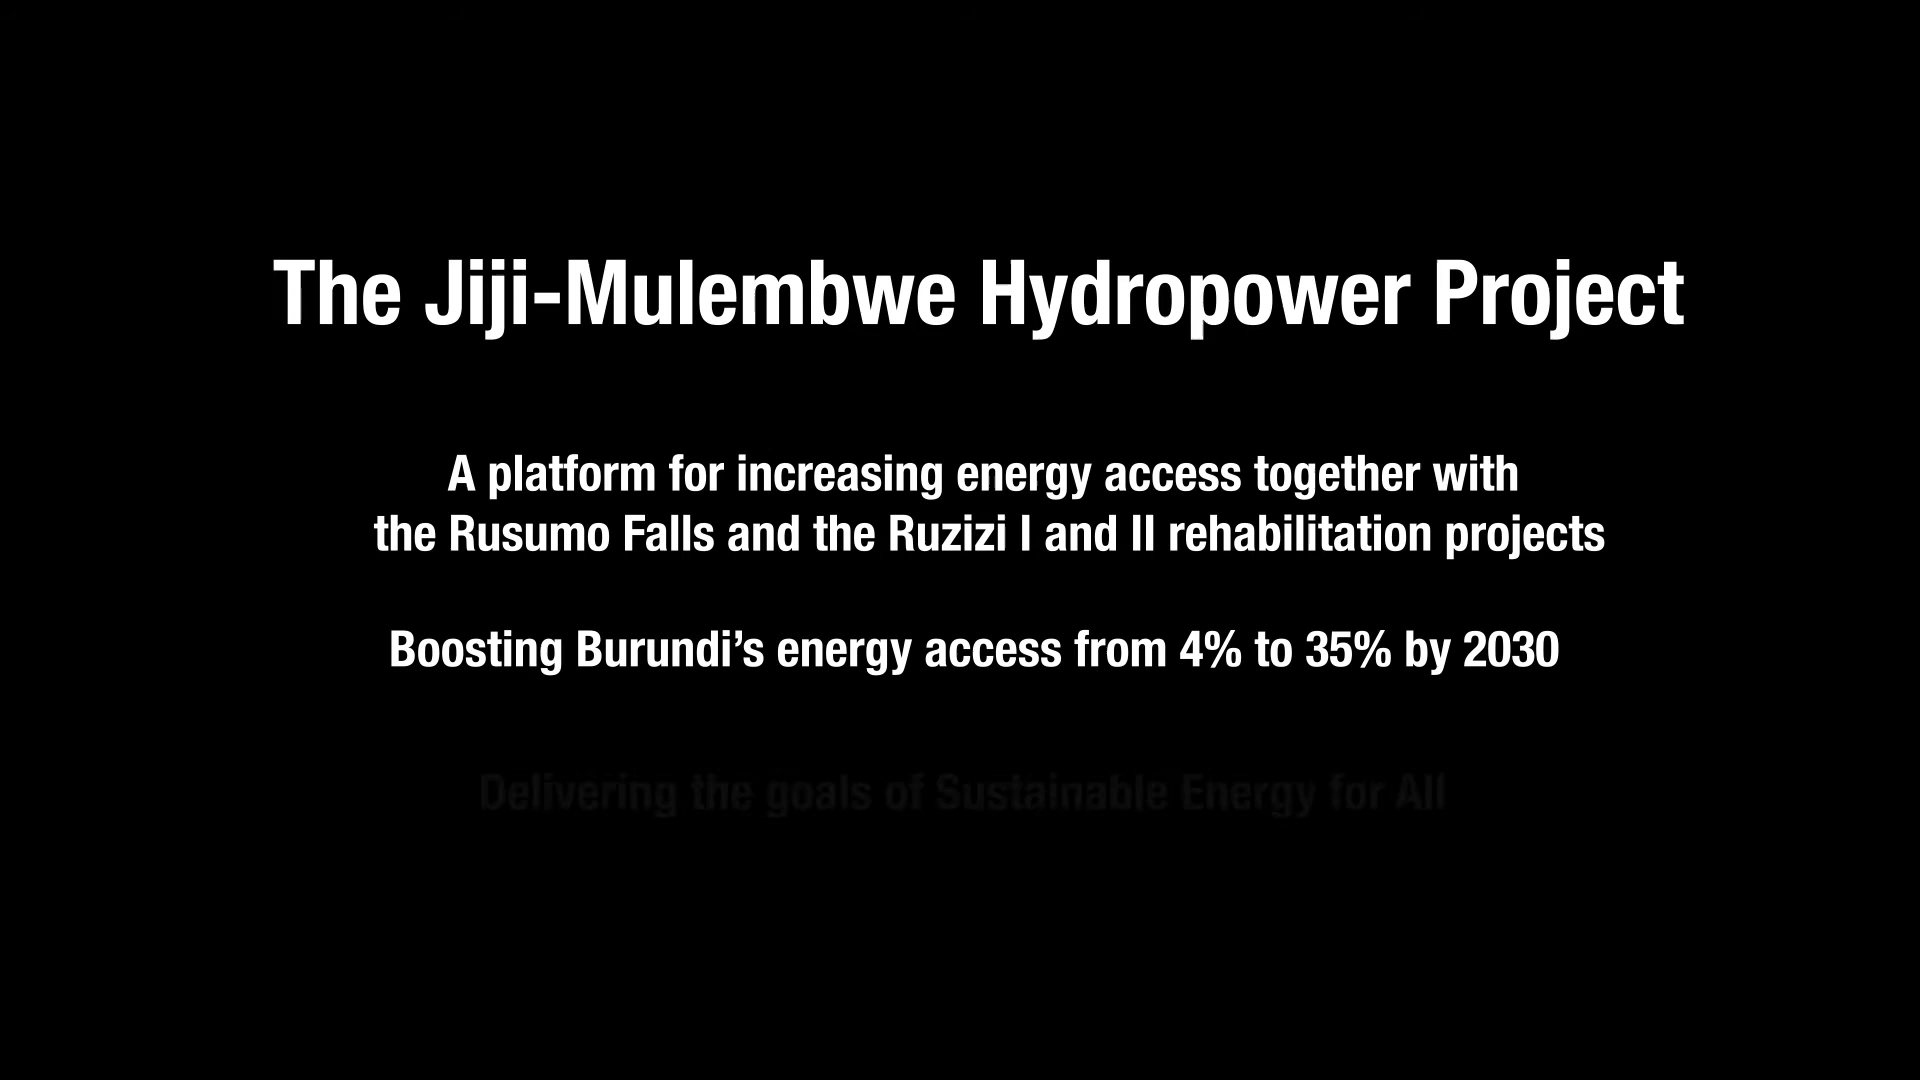 The Jiji-Mulembwe Hydropower Project
A platform for increasing energy access together with
the Rusumo Falls and the Ruzizi I and II rehabilitation projects
Boosting Burundi’s energy access from 4% to 35% by 2030
Delivering the goals of Sustainable Energy for All